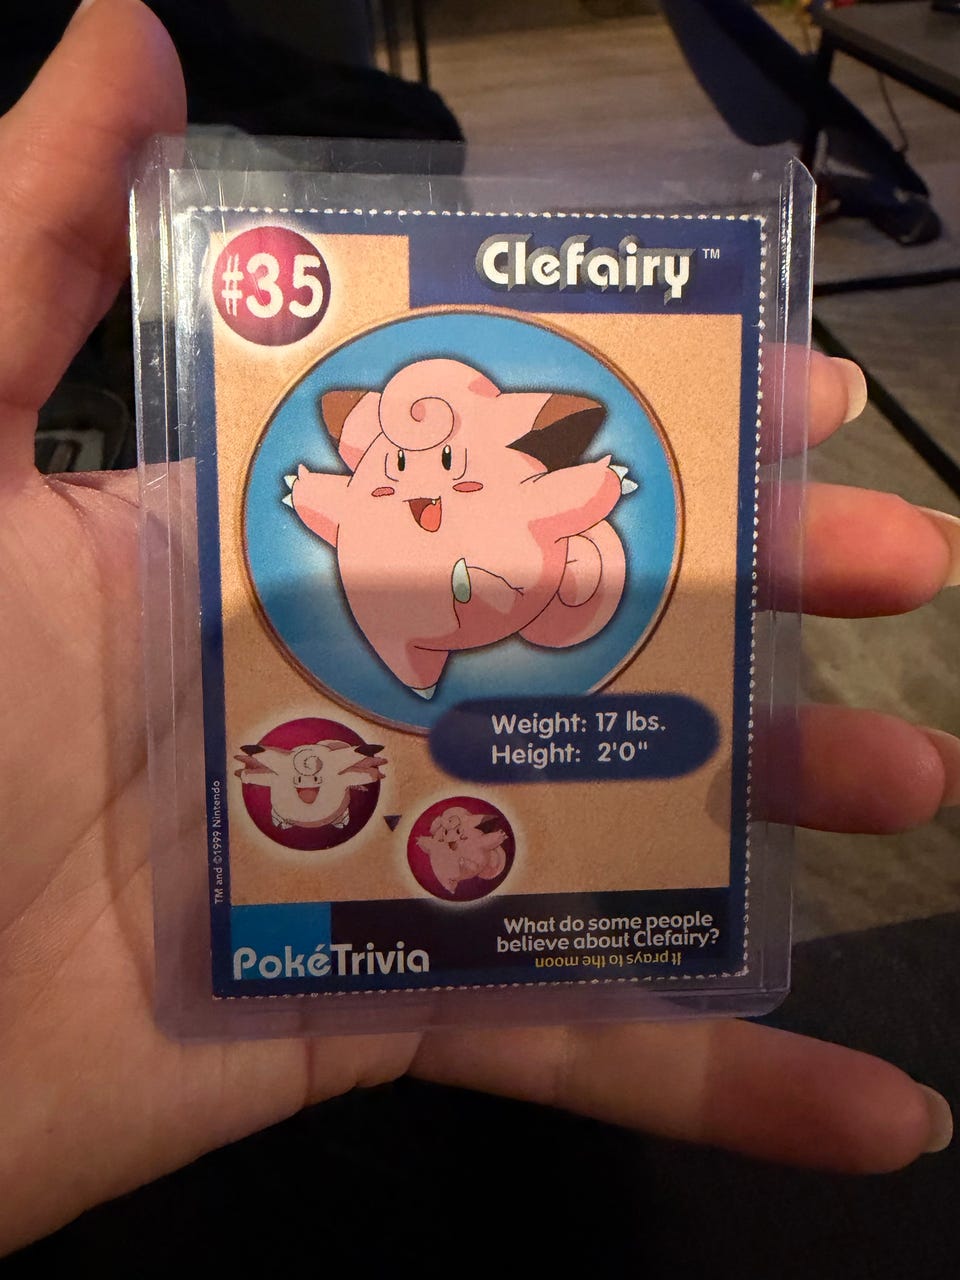 #35
Clefairy™
Weight: 17 lbs.
Height: 2'0"
TM and ©1999 Nintendo
PokéTrivia
What do some people
believe about Clefairy?
It prays to the moon